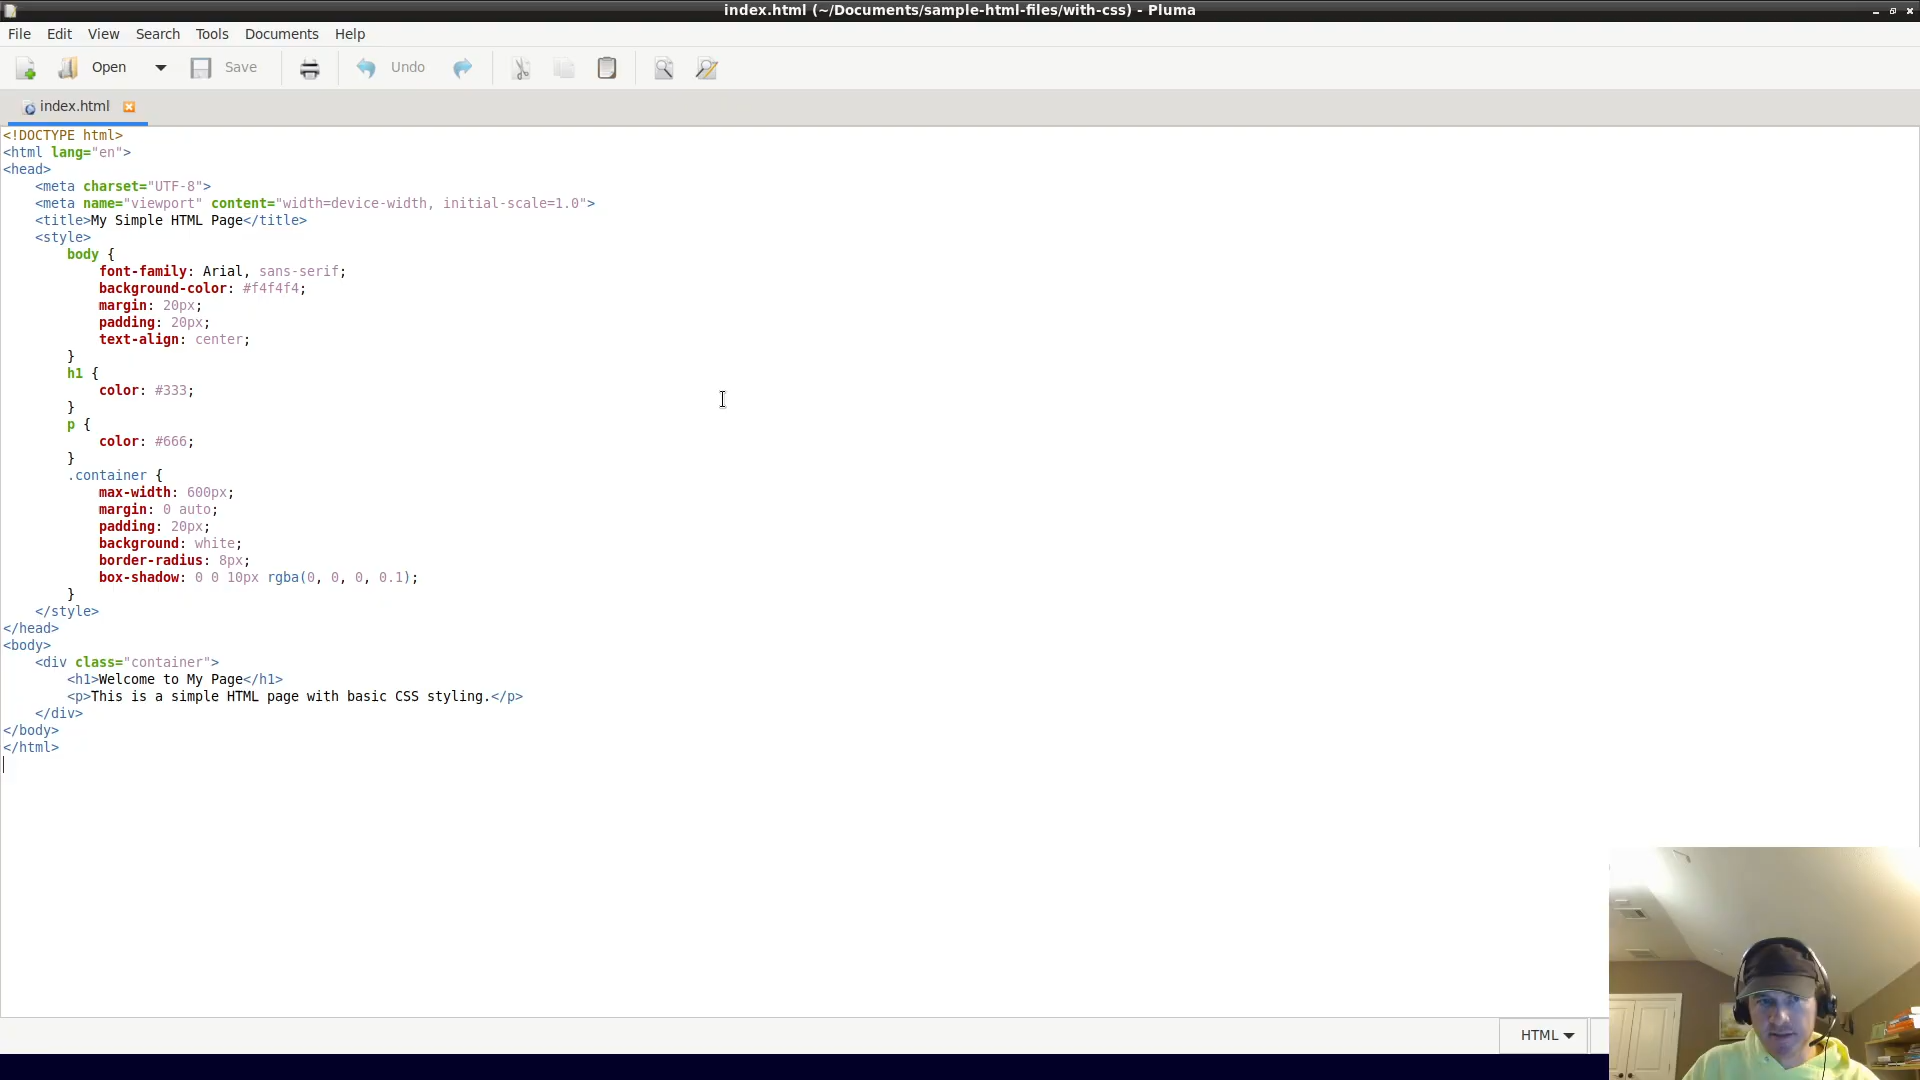 index.html (~/Documents/sample-html-files/with-css) - Pluma
File Edit View Search Tools Documents Help
Open Save Undo
index.html
<!DOCTYPE html>
<html lang="en">
<head>
    <meta charset="UTF-8">
    <meta name="viewport" content="width=device-width, initial-scale=1.0">
    <title>My Simple HTML Page</title>
    <style>
        body {
            font-family: Arial, sans-serif;
            background-color: #f4f4f4;
            margin: 20px;
            padding: 20px;
            text-align: center;
        }
        h1 {
            color: #333;
        }
        p {
            color: #666;
        }
        .container {
            max-width: 600px;
            margin: 0 auto;
            padding: 20px;
            background: white;
            border-radius: 8px;
            box-shadow: 0 0 10px rgba(0, 0, 0, 0.1);
        }
    </style>
</head>
<body>
    <div class="container">
        <h1>Welcome to My Page</h1>
        <p>This is a simple HTML page with basic CSS styling.</p>
    </div>
</body>
</html>
HTML